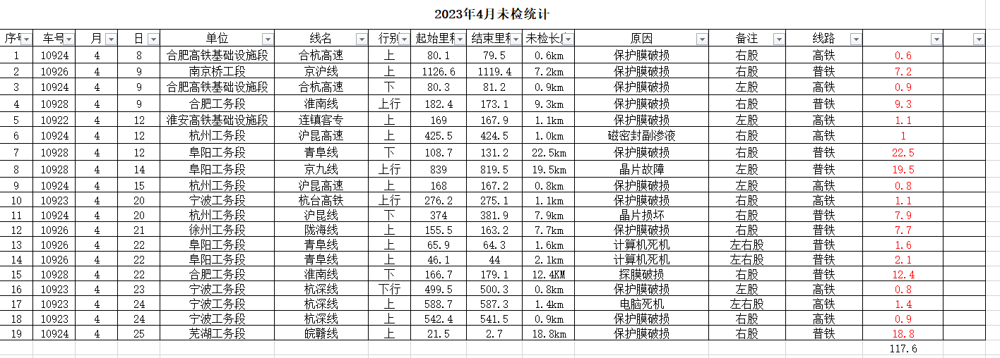 2023年4月未检统计
序号 车号 月 日 单位 线名 行别 起始里程 结束里程 未检长度 原因 备注 线路
1 10924 4 8 合肥高铁基础设施段 合杭高速 上 80.1 79.5 0.6km 保护膜破损 右股 高铁 0.6
2 10926 4 9 南京桥工段 京沪线 上 1126.6 1119.4 7.2km 保护膜破损 右股 普铁 7.2
3 10924 4 9 合肥高铁基础设施段 合杭高速 下 80.3 81.2 0.9km 保护膜破损 左股 高铁 0.9
4 10928 4 9 合肥工务段 淮南线 上行 182.4 173.1 9.3km 保护膜破损 右股 普铁 9.3
5 10922 4 12 淮安高铁基础设施段 连镇客专 上 169 167.9 1.1km 保护膜破损 左股 高铁 1.1
6 10924 4 12 杭州工务段 沪昆高速 上 425.5 424.5 1.0km 磁密封副渗液 右股 高铁 1
7 10928 4 12 阜阳工务段 青阜线 下 108.7 131.2 22.5km 保护膜破损 右股 普铁 22.5
8 10928 4 14 阜阳工务段 京九线 上行 839 819.5 19.5km 晶片故障 左股 普铁 19.5
9 10924 4 15 杭州工务段 沪昆高速 上 168 167.2 0.8km 保护膜破损 左股 高铁 0.8
10 10923 4 20 宁波工务段 杭台高铁 上行 276.2 275.1 1.1km 保护膜破损 右股 高铁 1.1
11 10924 4 20 杭州工务段 沪昆线 下 374 381.9 7.9km 晶片损坏 右股 普铁 7.9
12 10926 4 21 徐州工务段 陇海线 上 155.5 163.2 7.7km 保护膜破损 右股 普铁 7.7
13 10926 4 22 阜阳工务段 青阜线 上 65.9 64.3 1.6km 计算机死机 左右股 普铁 1.6
14 10926 4 22 阜阳工务段 青阜线 上 46.1 44 2.1km 计算机死机 左右股 普铁 2.1
15 10928 4 22 合肥工务段 淮南线 下 166.7 179.1 12.4KM 探膜破损 右股 普铁 12.4
16 10923 4 23 宁波工务段 杭深线 下行 499.5 500.3 0.8km 保护膜破损 左股 高铁 0.8
17 10923 4 24 宁波工务段 杭深线 上 588.7 587.3 1.4km 电脑死机 左右股 高铁 1.4
18 10923 4 24 宁波工务段 杭深线 上 542.4 541.5 0.9km 保护膜破损 右股 高铁 0.9
19 10924 4 25 芜湖工务段 皖赣线 上 21.5 2.7 18.8km 保护膜破损 右股 普铁 18.8
117.6